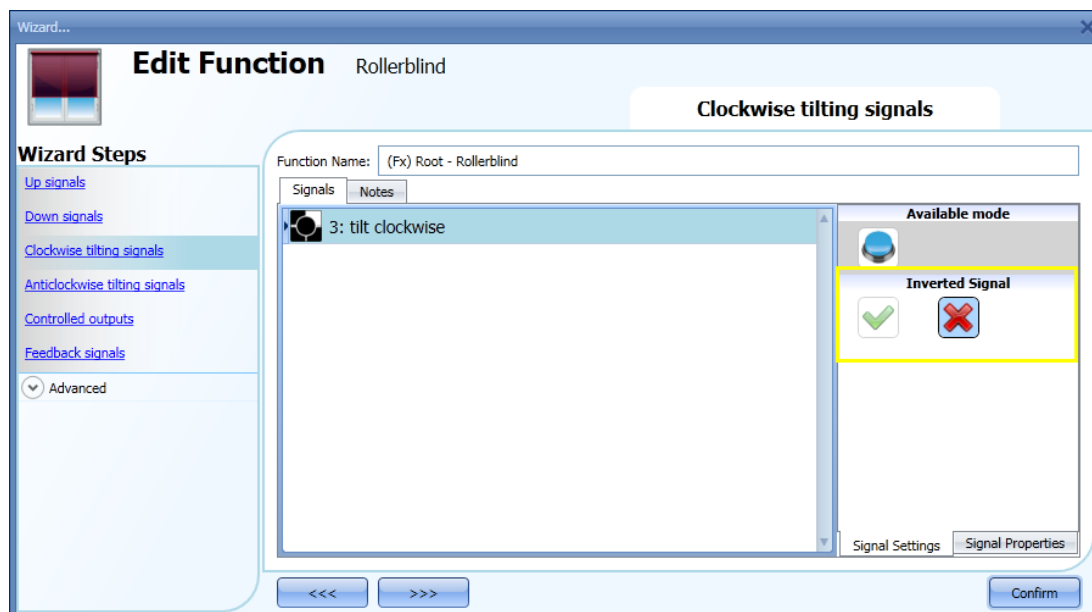 Wizard...
Edit Function Rollerblind
Clockwise tilting signals
Wizard Steps
Up signals
Down signals
Clockwise tilting signals
Anticlockwise tilting signals
Controlled outputs
Feedback signals
Advanced
Function Name: (Fx) Root - Rollerblind
Signals Notes
3: tilt clockwise
Available mode
Inverted Signal
Signal Settings Signal Properties
<<< >>> Confirm